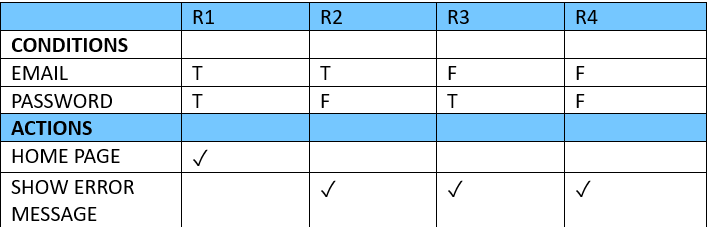 R1 R2 R3 R4
CONDITIONS
EMAIL T T F F
PASSWORD T F T F
ACTIONS
HOME PAGE ✓
SHOW ERROR ✓ ✓ ✓
MESSAGE